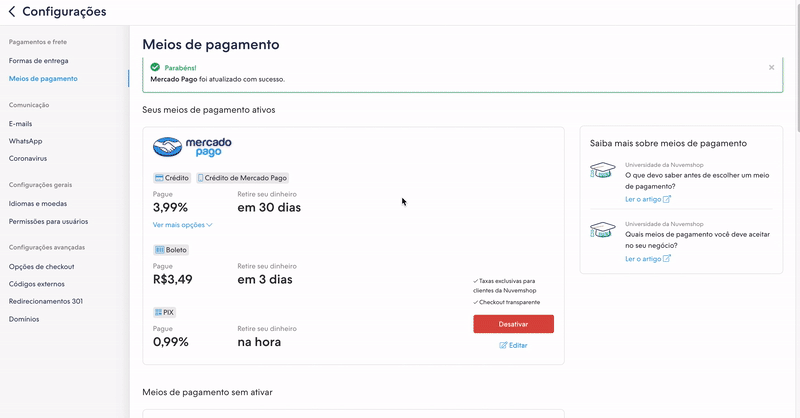 Configurações
Pagamentos e frete
Formas de entrega
Meios de pagamento
Comunicação
E-mails
WhatsApp
Coronavírus
Configurações gerais
Idiomas e moedas
Permissões para usuários
Configurações avançadas
Opções de checkout
Códigos externos
Redirecionamentos 301
Domínios
Meios de pagamento
Parabéns!
Mercado Pago foi atualizado com sucesso.
Seus meios de pagamento ativos
mercado
pago
Crédito
Crédito de Mercado Pago
Pague
Retire seu dinheiro
3,99%
em 30 dias
Ver mais opções
Boleto
Pague
Retire seu dinheiro
R$3,49
em 3 dias
PIX
Pague
Retire seu dinheiro
0,99%
na hora
Taxas exclusivas para
clientes da Nuvemshop
Checkout transparente
Desativar
Editar
Meios de pagamento sem ativar
Saiba mais sobre meios de pagamento
Universidade da Nuvemshop
O que devo saber antes de escolher um meio
de pagamento?
Ler o artigo
Universidade da Nuvemshop
Quais meios de pagamento você deve aceitar
no seu negócio?
Ler o artigo